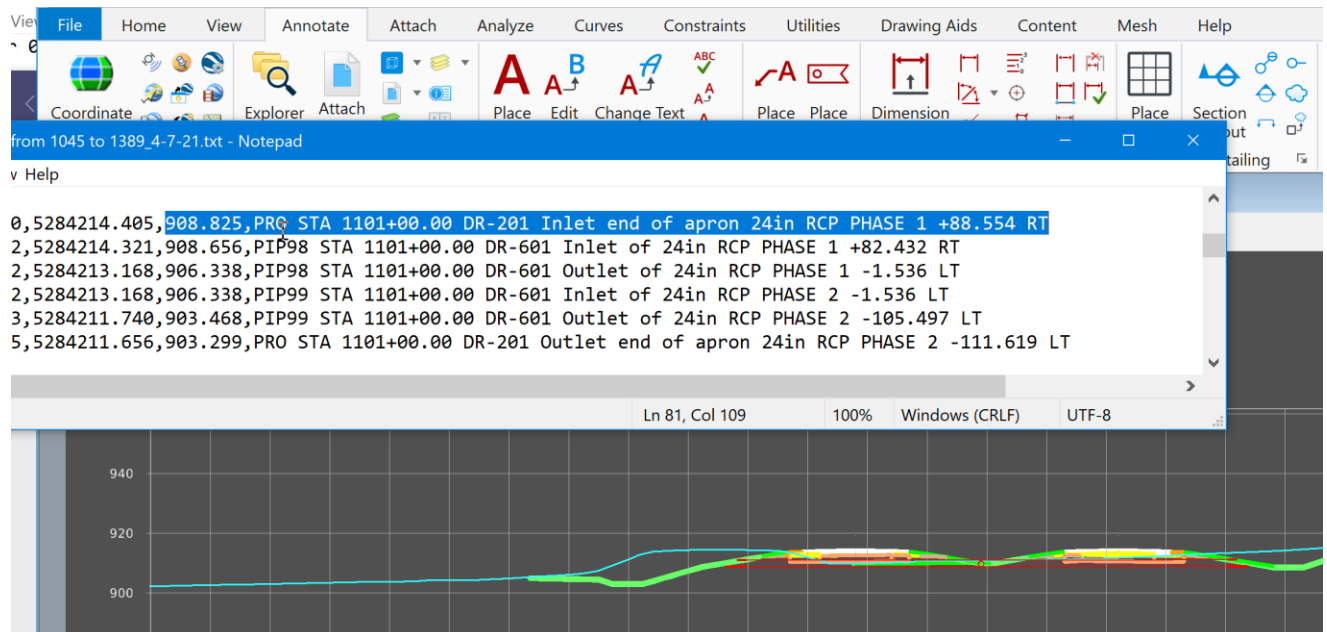 Vie
File Home View Annotate Attach Analyze Curves Constraints Utilities Drawing Aids Content Mesh Help
Coordinate Explorer Attach Place Edit Change Text Place Place Dimension Place Section
ABC
out
tailing
from 1045 to 1389_4-7-21.txt - Notepad
v Help
0,5284214.405,908.825,PRO STA 1101+00.00 DR-201 Inlet end of apron 24in RCP PHASE 1 +88.554 RT
2,5284214.321,908.656,PIP98 STA 1101+00.00 DR-601 Inlet of 24in RCP PHASE 1 +82.432 RT
2,5284213.168,906.338,PIP98 STA 1101+00.00 DR-601 Outlet of 24in RCP PHASE 1 -1.536 LT
2,5284213.168,906.338,PIP99 STA 1101+00.00 DR-601 Inlet of 24in RCP PHASE 2 -1.536 LT
3,5284211.740,903.468,PIP99 STA 1101+00.00 DR-601 Outlet of 24in RCP PHASE 2 -105.497 LT
5,5284211.656,903.299,PRO STA 1101+00.00 DR-201 Outlet end of apron 24in RCP PHASE 2 -111.619 LT
Ln 81, Col 109 100% Windows (CRLF) UTF-8
940
920
900